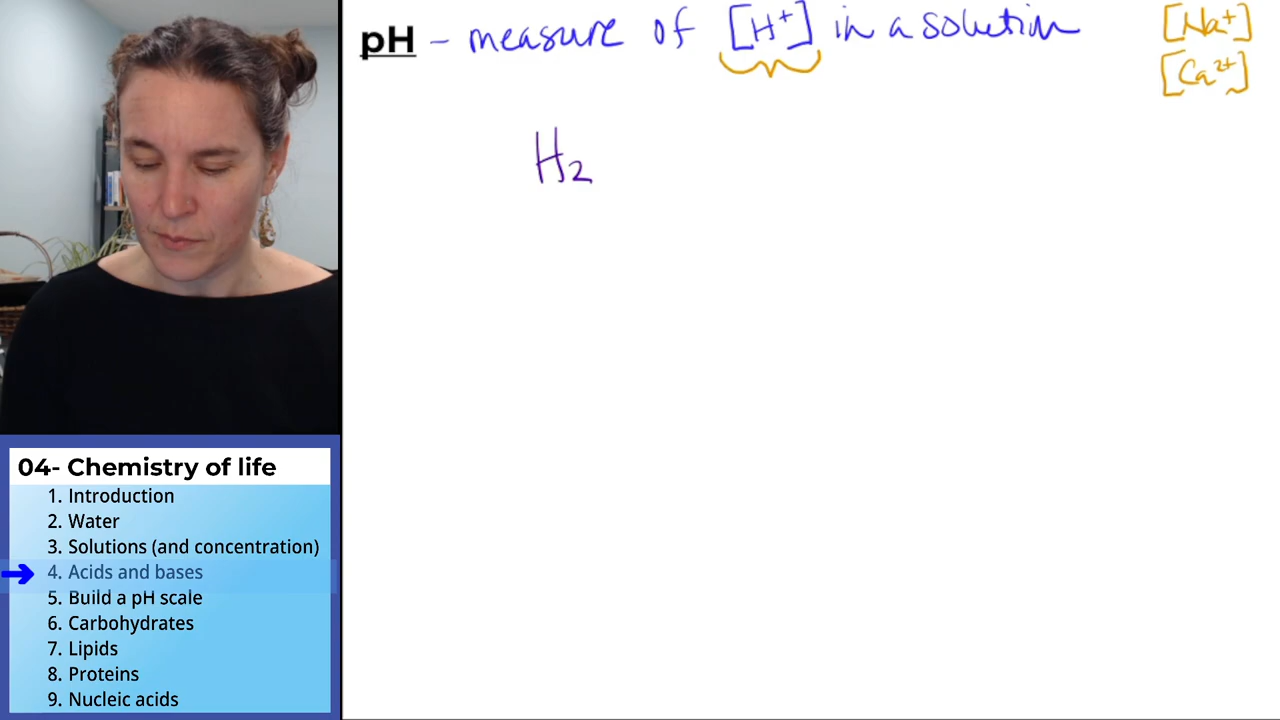 pH - measure of [H⁺] in a solution
[Na⁺]
[Ca²⁺]
H₂
04- Chemistry of life
1. Introduction
2. Water
3. Solutions (and concentration)
4. Acids and bases
5. Build a pH scale
6. Carbohydrates
7. Lipids
8. Proteins
9. Nucleic acids